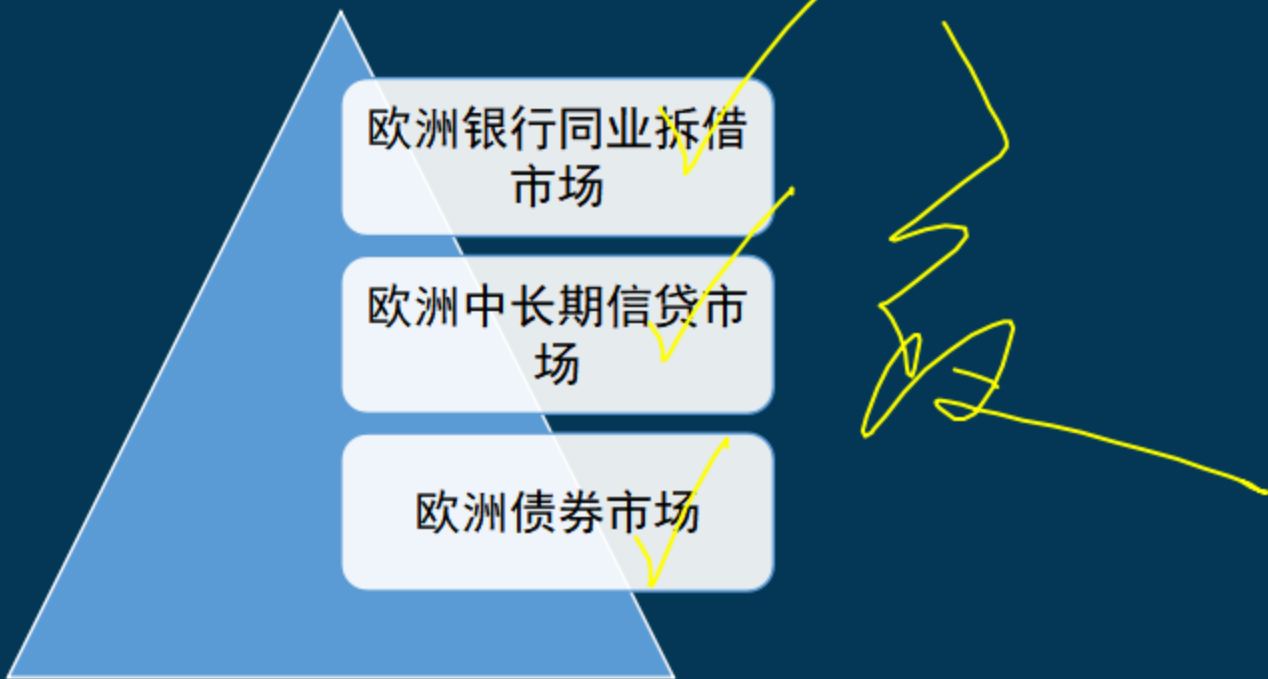 欧洲银行同业拆借
市场
欧洲中长期信贷市
场
欧洲债券市场